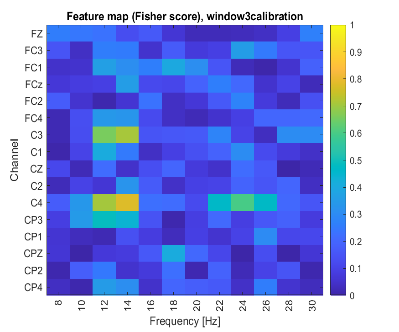 Feature map (Fisher score), window3calibration
FZ
FC3
FC1
FCz
FC2
FC4
C3
C1
CZ
C2
C4
CP3
CP1
CPZ
CP2
CP4
Channel
8 10 12 14 16 18 20 22 24 26 28 30
Frequency [Hz]
1
0.9
0.8
0.7
0.6
0.5
0.4
0.3
0.2
0.1
0